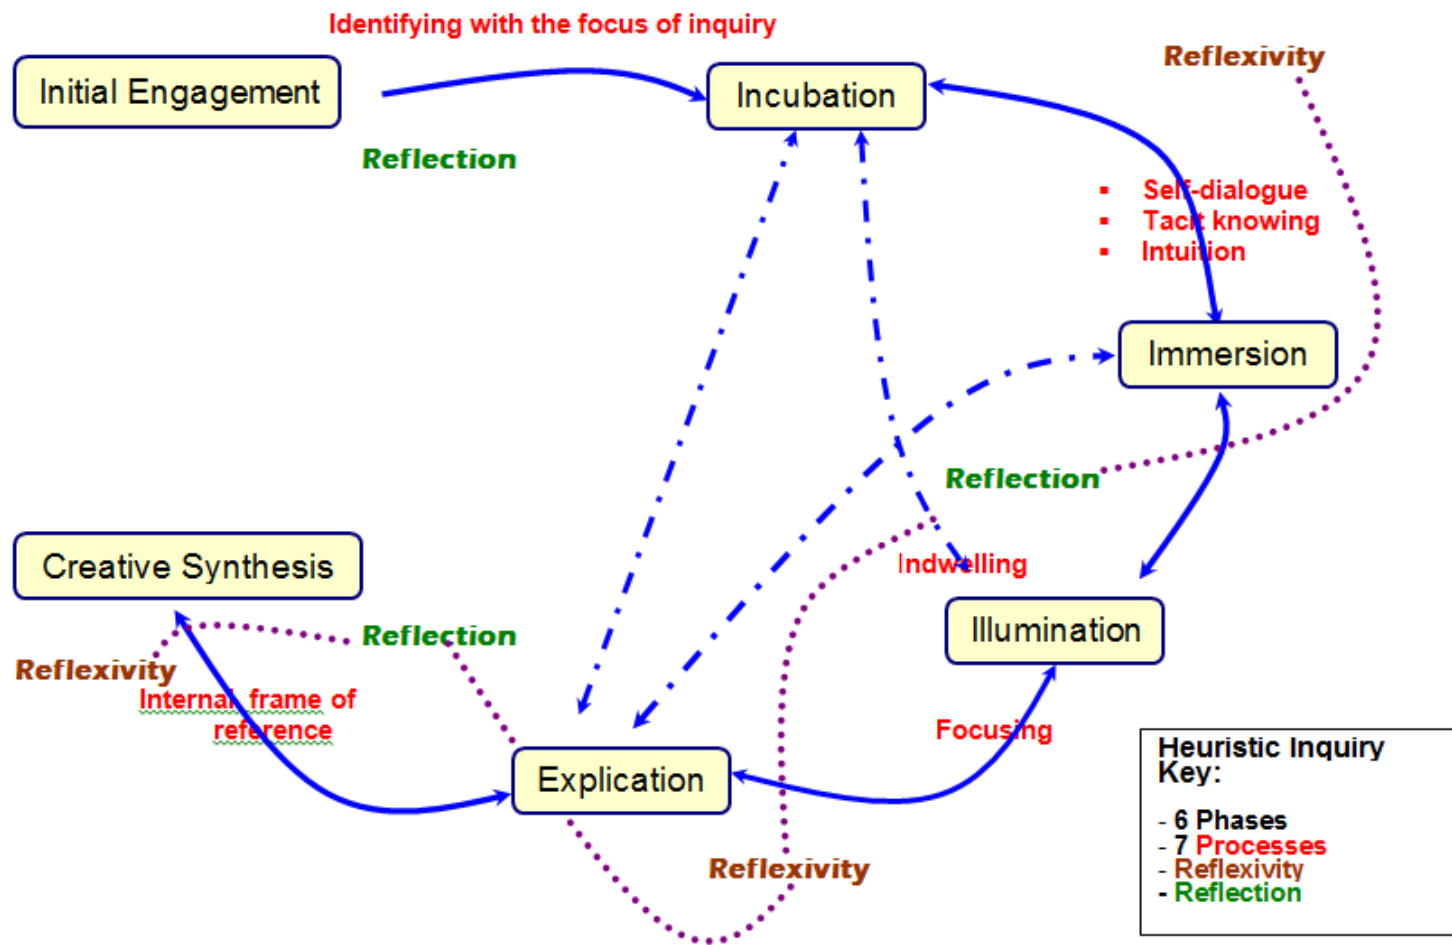 Identifying with the focus of inquiry
Reflexivity
Initial Engagement
Incubation
Reflection
▪ Self-dialogue
▪ Tacit knowing
▪ Intuition
Immersion
Reflection
Creative Synthesis
Indwelling
Illumination
Reflection
Reflexivity
Internal frame of
reference
Focusing
Explication
Reflexivity
Heuristic Inquiry
Key:
- 6 Phases
- 7 Processes
- Reflexivity
- Reflection